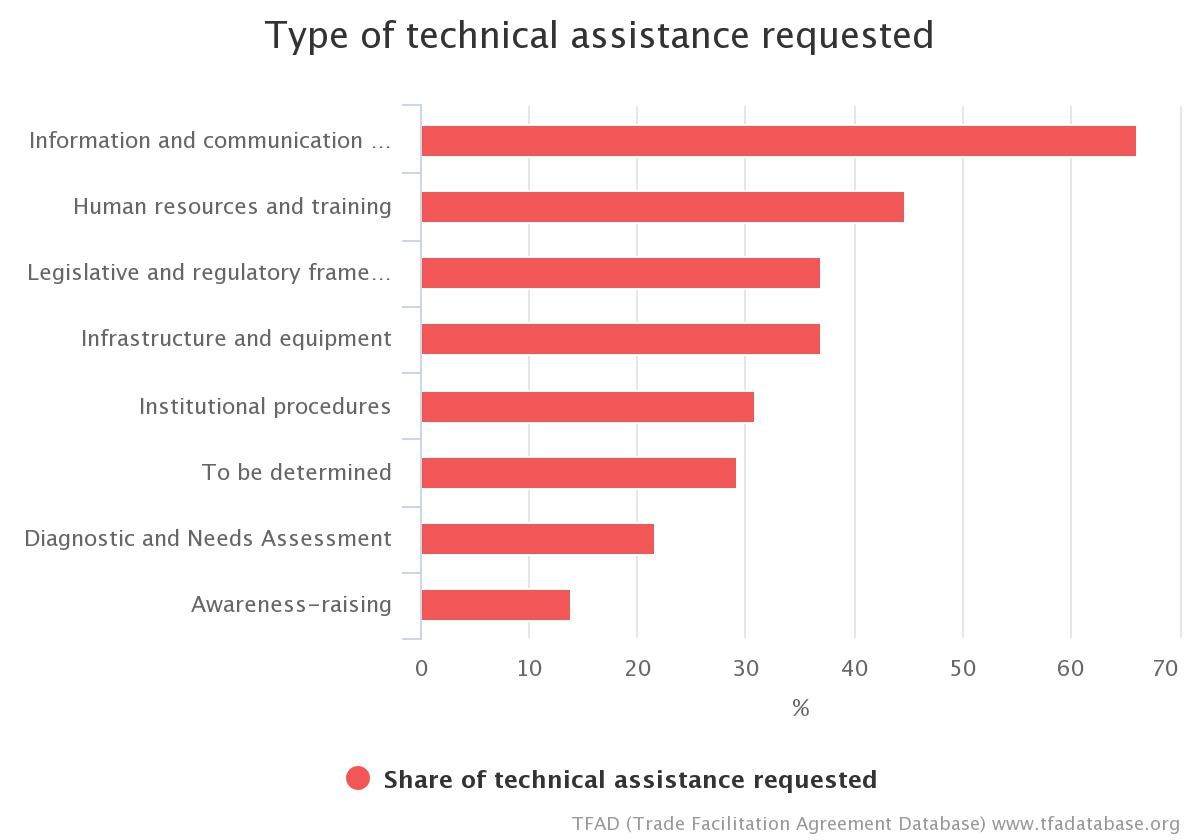 Type of technical assistance requested
Information and communication ...
Human resources and training
Legislative and regulatory frame...
Infrastructure and equipment
Institutional procedures
To be determined
Diagnostic and Needs Assessment
Awareness-raising
0 10 20 30 40 50 60 70
%
Share of technical assistance requested
TFAD (Trade Facilitation Agreement Database) www.tfadatabase.org